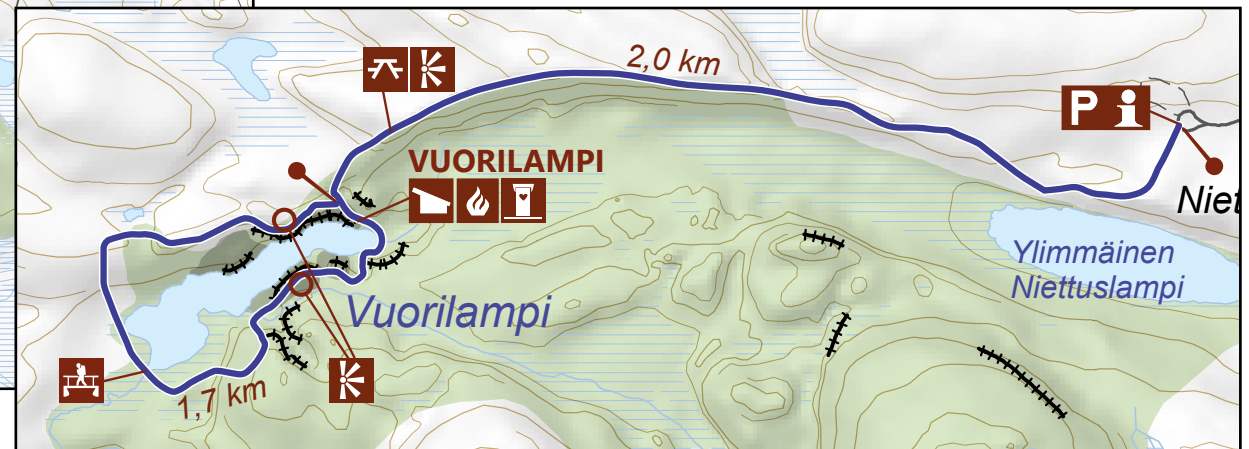 2,0 km
P i
VUORILAMPI
Niet
Ylimmäinen
Niettuslampi
Vuorilampi
1,7 km